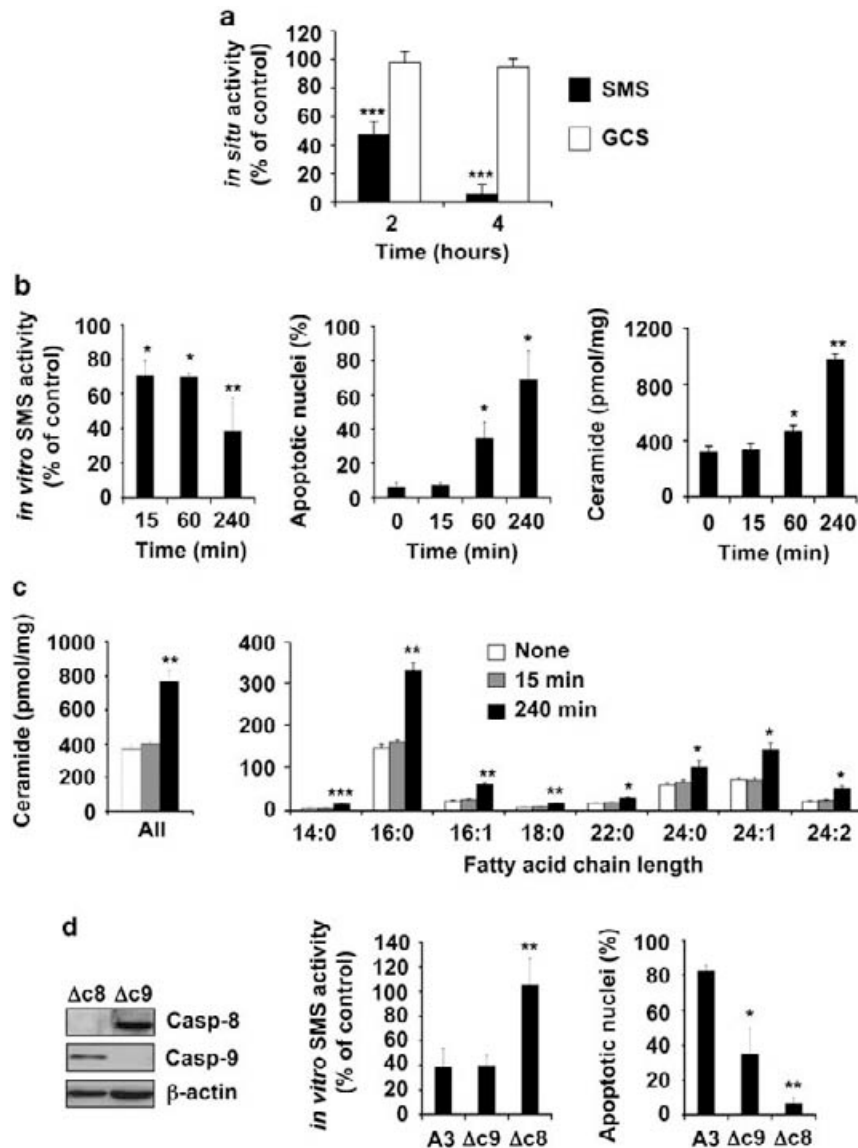 a
in situ activity
(% of control)
120
100
80
60
40
20
0
***
***
2
4
Time (hours)
SMS
GCS
b
in vitro SMS activity
(% of control)
100
80
60
40
20
0
*
*
**
15 60 240
Time (min)
Apoptotic nuclei (%)
100
80
60
40
20
0
*
*
0 15 60 240
Time (min)
Ceramide (pmol/mg)
1200
800
400
0
*
**
0 15 60 240
Time (min)
c
Ceramide (pmol/mg)
1000
800
600
400
200
0
**
All
400
300
200
100
0
None
15 min
240 min
***
**
**
**
*
*
*
*
14:0 16:0 16:1 18:0 22:0 24:0 24:1 24:2
Fatty acid chain length
d
Δc8 Δc9
Casp-8
Casp-9
β-actin
in vitro SMS activity
(% of control)
140
120
100
80
60
40
20
0
**
A3 Δc9 Δc8
Apoptotic nuclei (%)
100
80
60
40
20
0
*
**
A3 Δc9 Δc8